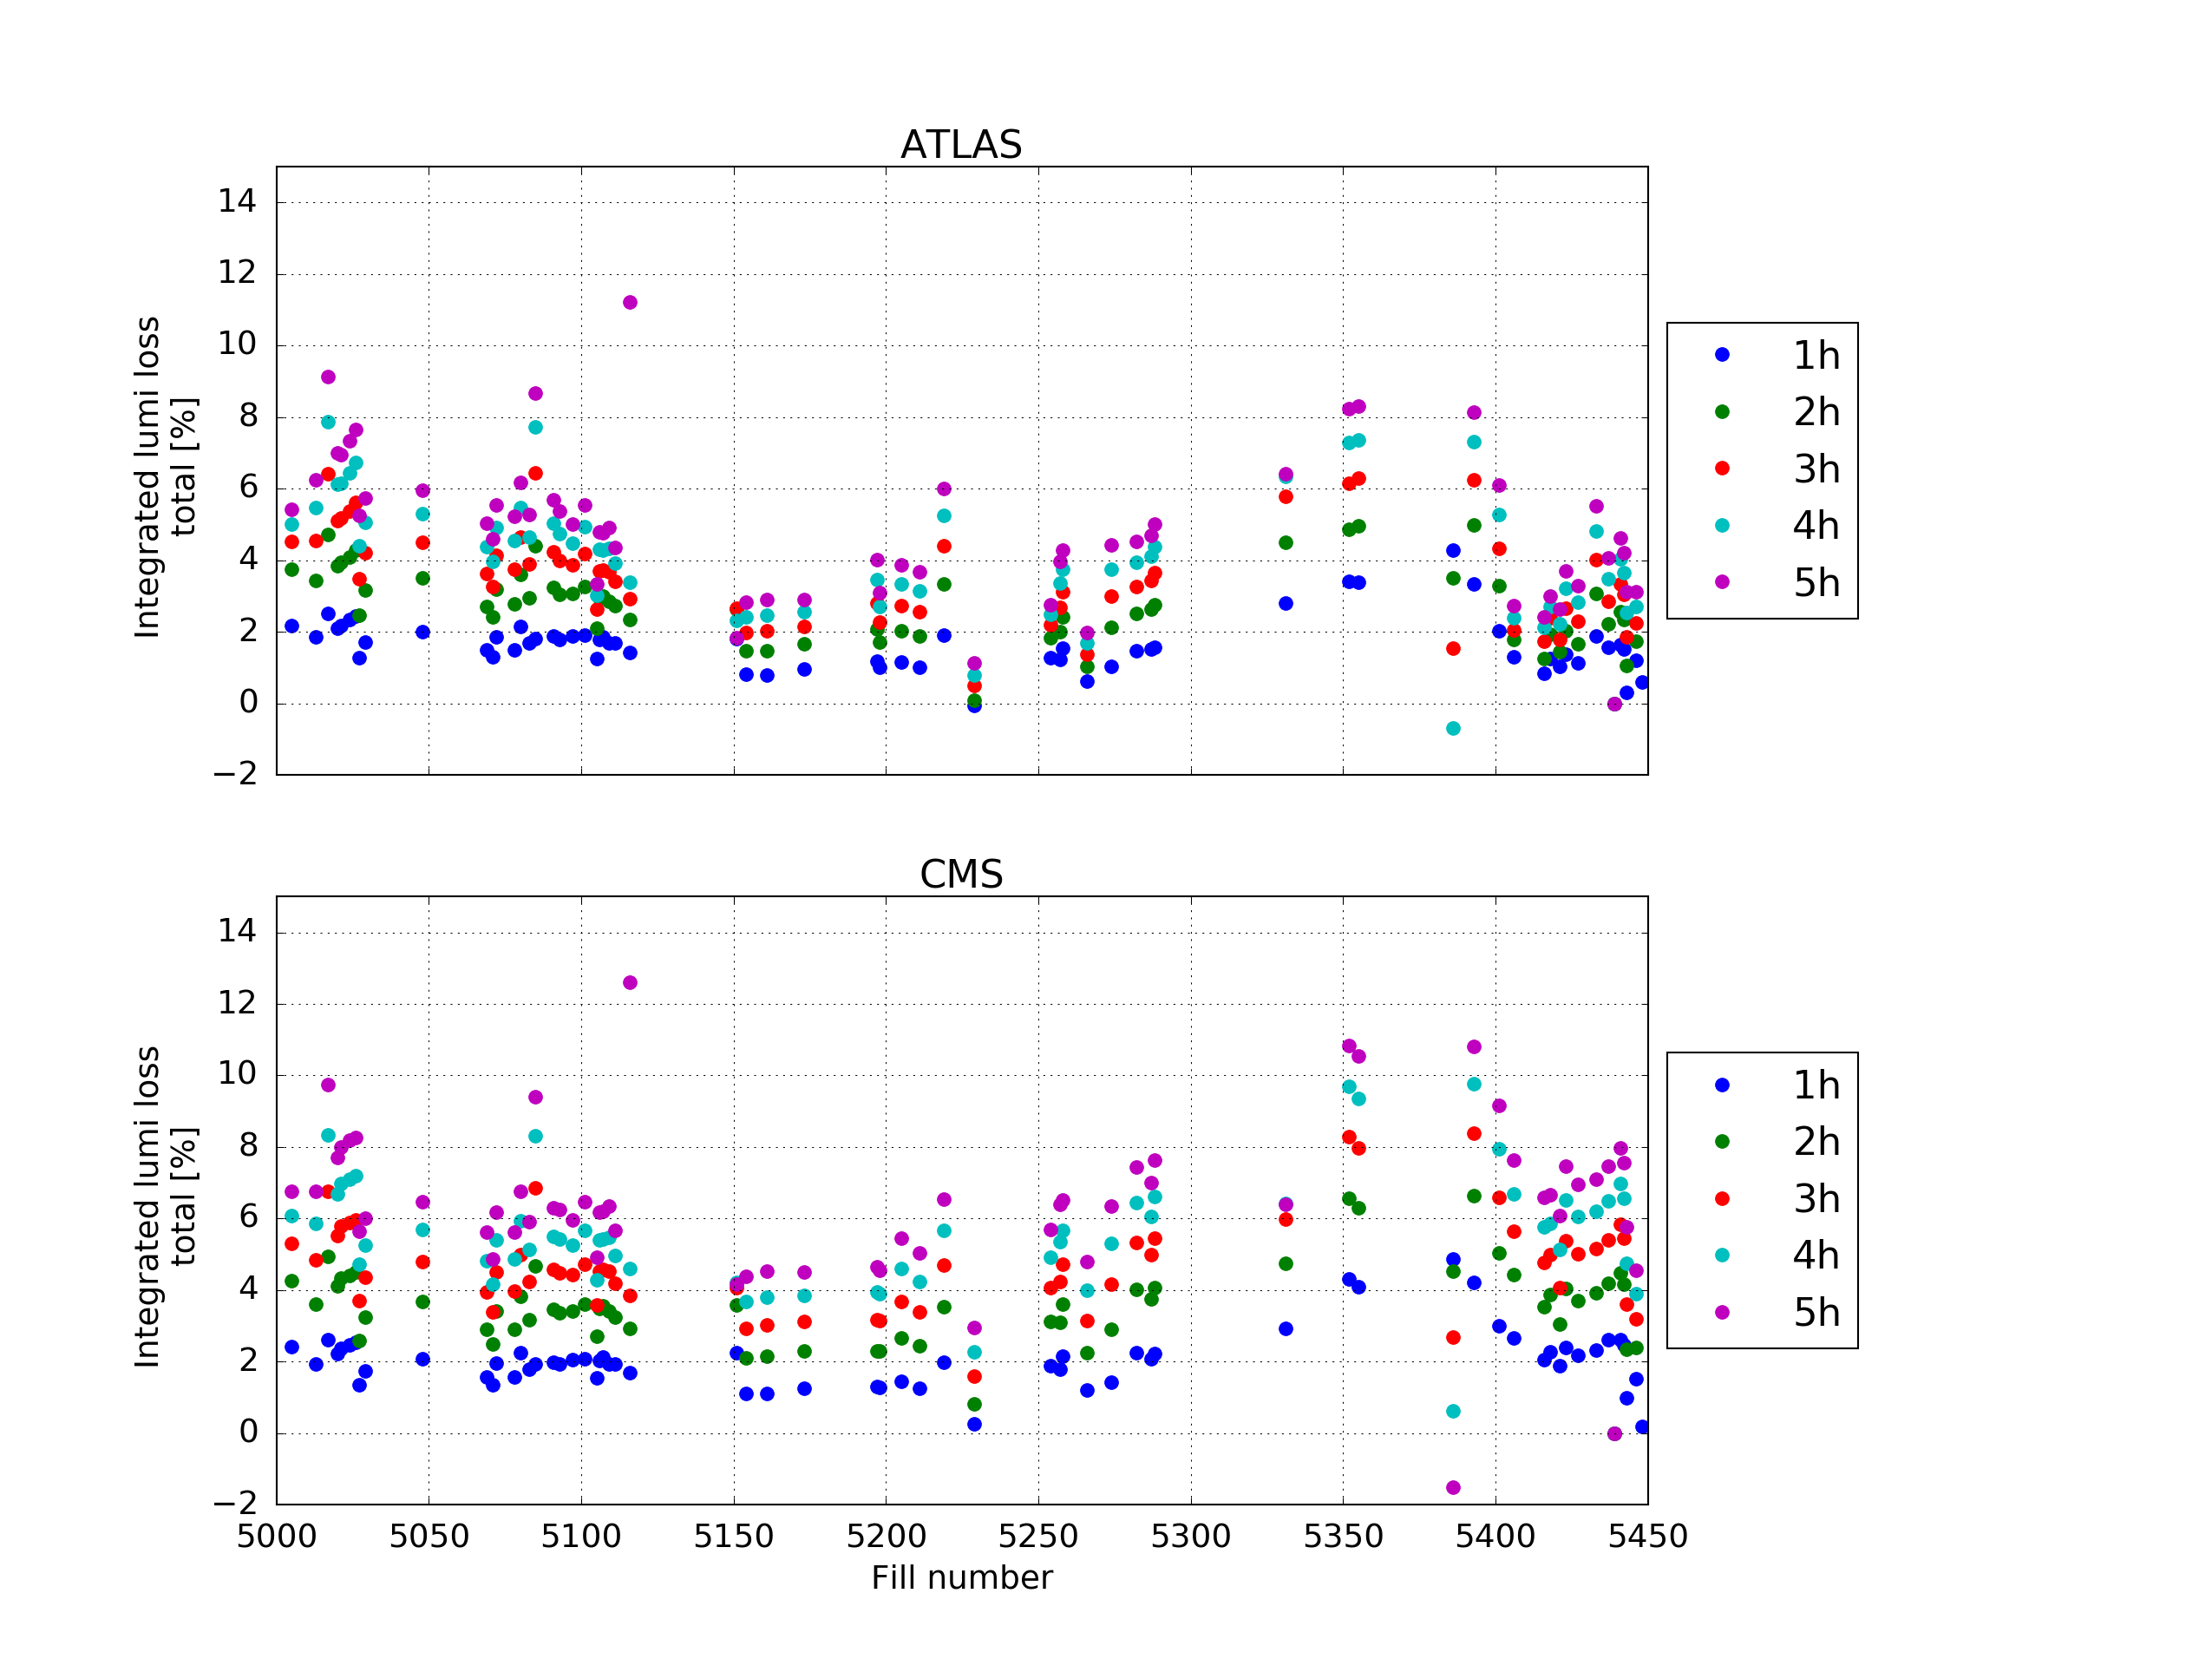 ATLAS
14
12
10
8
6
4
2
0
−2
Integrated lumi loss
total [%]
1h
2h
3h
4h
5h
CMS
14
12
10
8
6
4
2
0
−2
Integrated lumi loss
total [%]
1h
2h
3h
4h
5h
5000 5050 5100 5150 5200 5250 5300 5350 5400 5450
Fill number